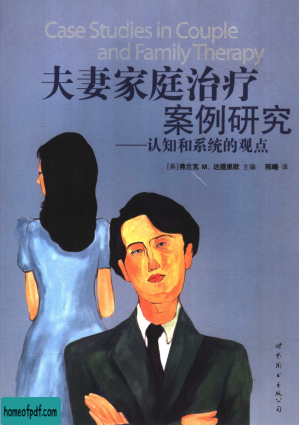 Case Studies in Couple
and Family Therapy
夫妻家庭治疗
案例研究
——认知和系统的观点
[美]弗兰克 M. 达提里欧 主编 陈曦 译
世界图书出版公司
homeofpdf.com